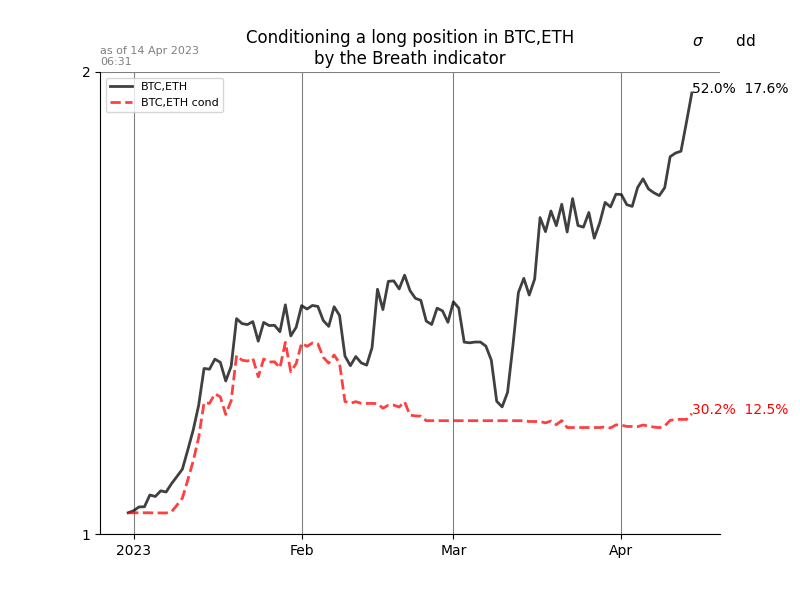 Conditioning a long position in BTC,ETH
by the Breath indicator
σ dd
as of 14 Apr 2023
06:31
2
BTC,ETH
BTC,ETH cond
52.0% 17.6%
30.2% 12.5%
1
2023 Feb Mar Apr